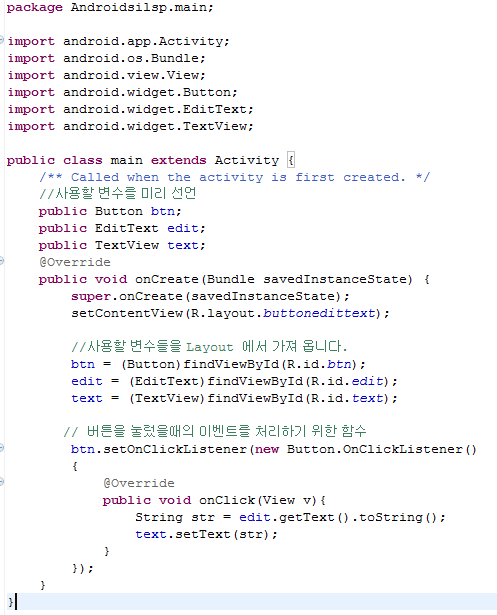 package Androidsilsp.main;
import android.app.Activity;
import android.os.Bundle;
import android.view.View;
import android.widget.Button;
import android.widget.EditText;
import android.widget.TextView;
public class main extends Activity {
/** Called when the activity is first created. */
//사용할 변수를 미리 선언
public Button btn;
public EditText edit;
public TextView text;
@Override
public void onCreate(Bundle savedInstanceState) {
super.onCreate(savedInstanceState);
setContentView(R.layout.buttonedittext);
//사용할 변수들을 Layout 에서 가져 옵니다.
btn = (Button)findViewById(R.id.btn);
edit = (EditText)findViewById(R.id.edit);
text = (TextView)findViewById(R.id.text);
// 버튼을 눌렀을때의 이벤트를 처리하기 위한 함수
btn.setOnClickListener(new Button.OnClickListener()
{
@Override
public void onClick(View v){
String str = edit.getText().toString();
text.setText(str);
}
});
}
}